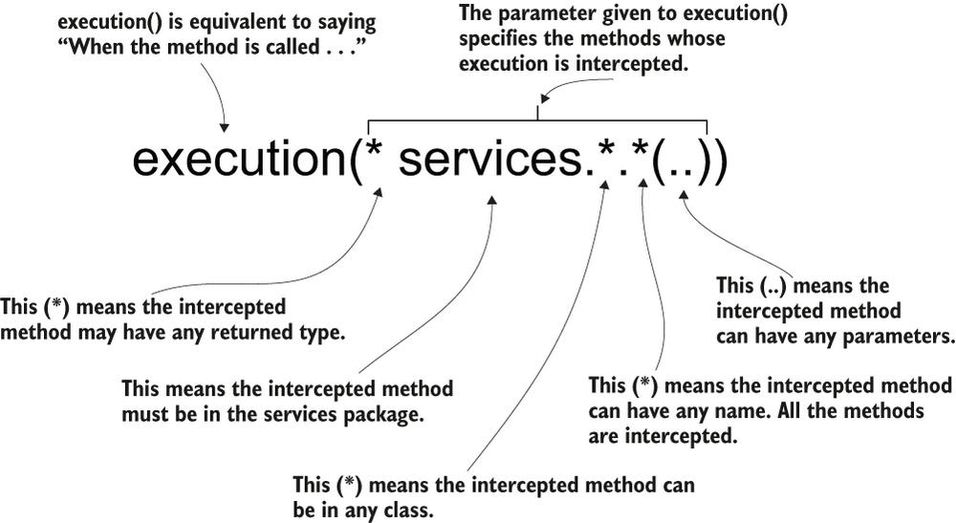 execution() is equivalent to saying
“When the method is called . . .”
The parameter given to execution()
specifies the methods whose
execution is intercepted.
execution(* services.*.*(..))
This (*) means the intercepted
method may have any returned type.
This means the intercepted method
must be in the services package.
This (*) means the intercepted method can
be in any class.
This (*) means the intercepted method
can have any name. All the methods
are intercepted.
This (..) means the
intercepted method
can have any parameters.